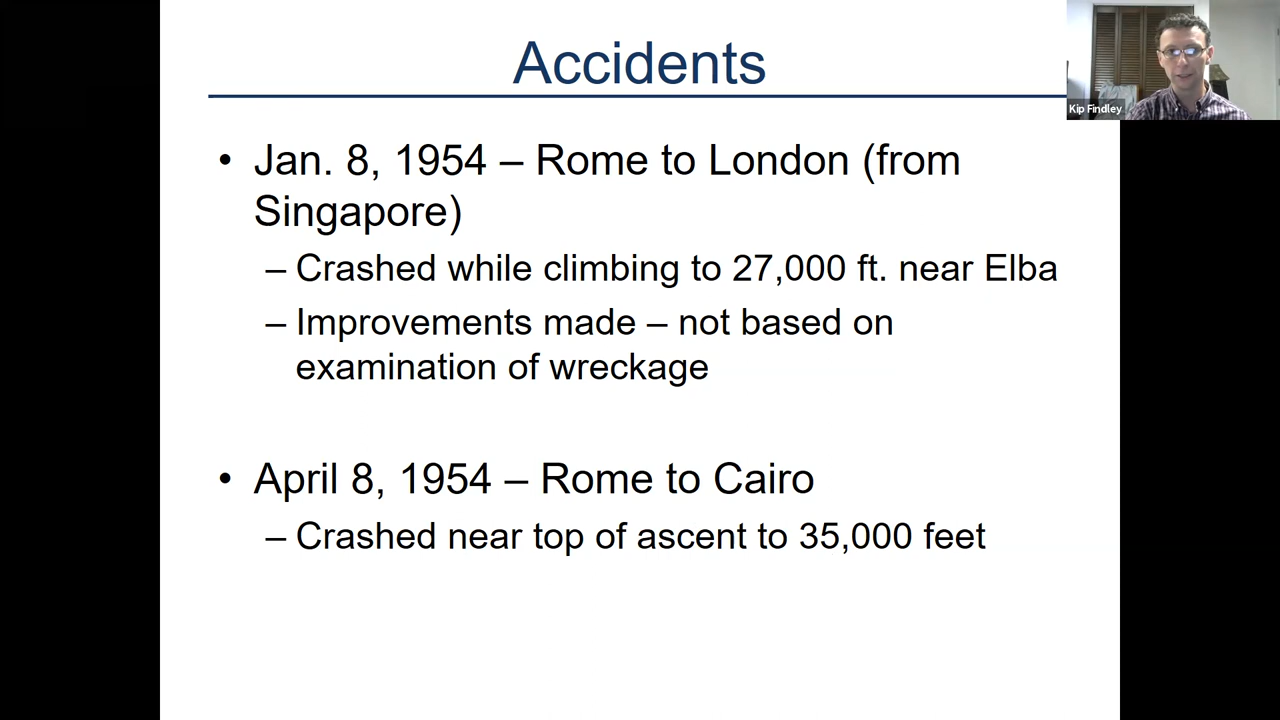 Accidents
Kip Findley
• Jan. 8, 1954 – Rome to London (from
Singapore)
– Crashed while climbing to 27,000 ft. near Elba
– Improvements made – not based on
examination of wreckage
• April 8, 1954 – Rome to Cairo
– Crashed near top of ascent to 35,000 feet